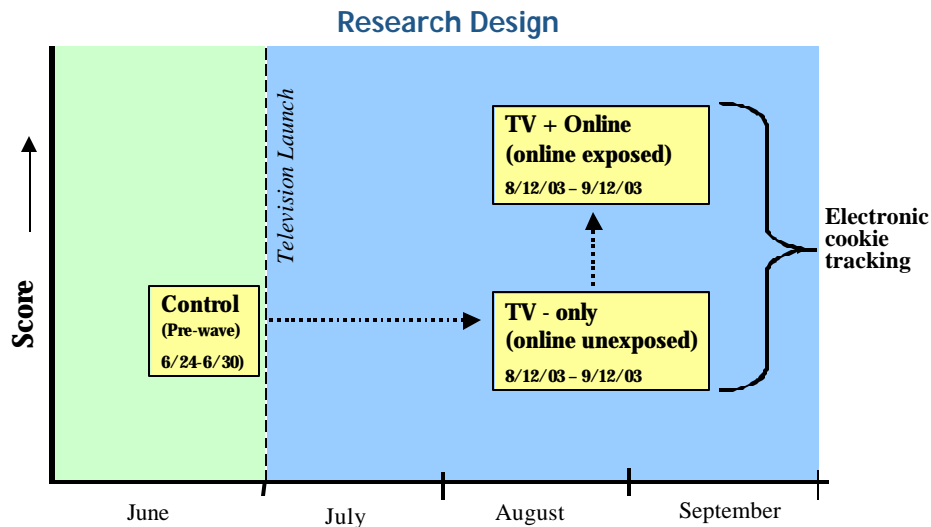 Research Design
Score
Television Launch
Control
(Pre-wave)
6/24-6/30)
TV + Online
(online exposed)
8/12/03 – 9/12/03
TV - only
(online unexposed)
8/12/03 – 9/12/03
Electronic
cookie
tracking
June
July
August
September